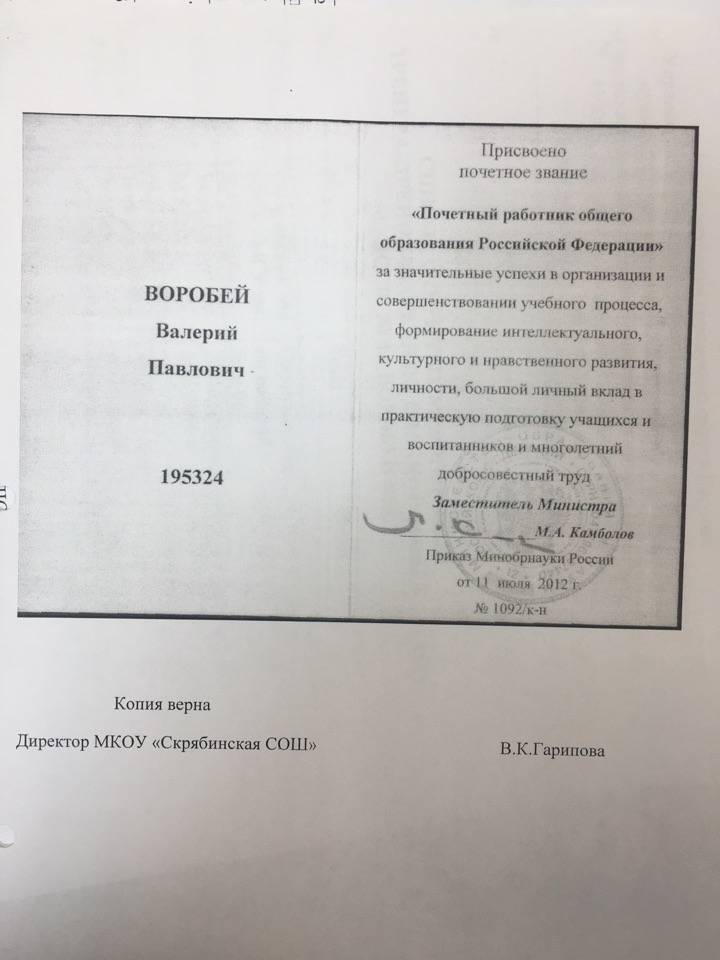 ВОРОБЕЙ
Валерий
Павлович
195324
Присвоено
почетное звание
«Почетный работник общего
образования Российской Федерации»
за значительные успехи в организации и
совершенствовании учебного процесса,
формирование интеллектуального,
культурного и нравственного развития,
личности, большой личный вклад в
практическую подготовку учащихся и
воспитанников и многолетний
добросовестный труд
Заместитель Министра
М.А. Камболов
Приказ Минобрнауки России
от 11 июля 2012 г.
№ 1092/к-н
Копия верна
Директор МКОУ «Скрябинская СОШ»
В.К.Гарипова